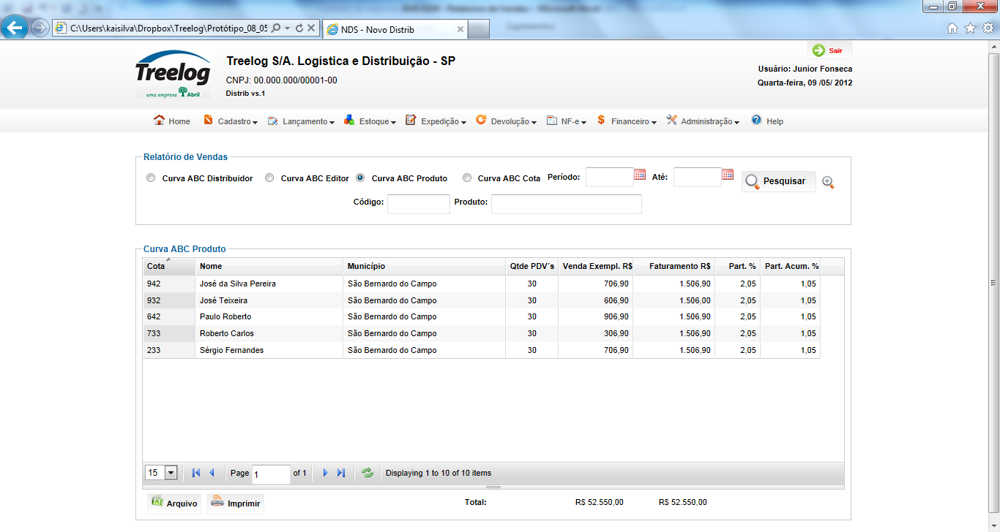 C:\Users\kaisilva\Dropbox\Treelog\Protótipo_08_05
NDS - Novo Distrib
Treelog
uma empresa Abril
Treelog S/A. Logística e Distribuição - SP
CNPJ: 00.000.000/00001-00
Distrib vs.1
Sair
Usuário: Junior Fonseca
Quarta-feira, 09 /05/ 2012
Home Cadastro Lançamento Estoque Expedição Devolução NF-e Financeiro Administração Help
Relatório de Vendas
Curva ABC Distribuidor Curva ABC Editor Curva ABC Produto Curva ABC Cota Período: Até: Pesquisar
Código: Produto:
Curva ABC Produto
Cota Nome Município Qtde PDV´s Venda Exempl. R$ Faturamento R$ Part. % Part. Acum. %
942 José da Silva Pereira São Bernardo do Campo 30 706,90 1.506,90 2,05 1,05
932 José Teixeira São Bernardo do Campo 30 606,90 1.506,00 2,05 1,05
642 Paulo Roberto São Bernardo do Campo 30 906,90 1.506,90 2,05 1,05
733 Roberto Carlos São Bernardo do Campo 30 306,90 1.506,90 2,05 1,05
233 Sérgio Fernandes São Bernardo do Campo 30 706,90 1.506,90 2,05 1,05
15 Page 1 of 1 Displaying 1 to 10 of 10 items
Arquivo Imprimir Total: R$ 52.550,00 R$ 52.550,00